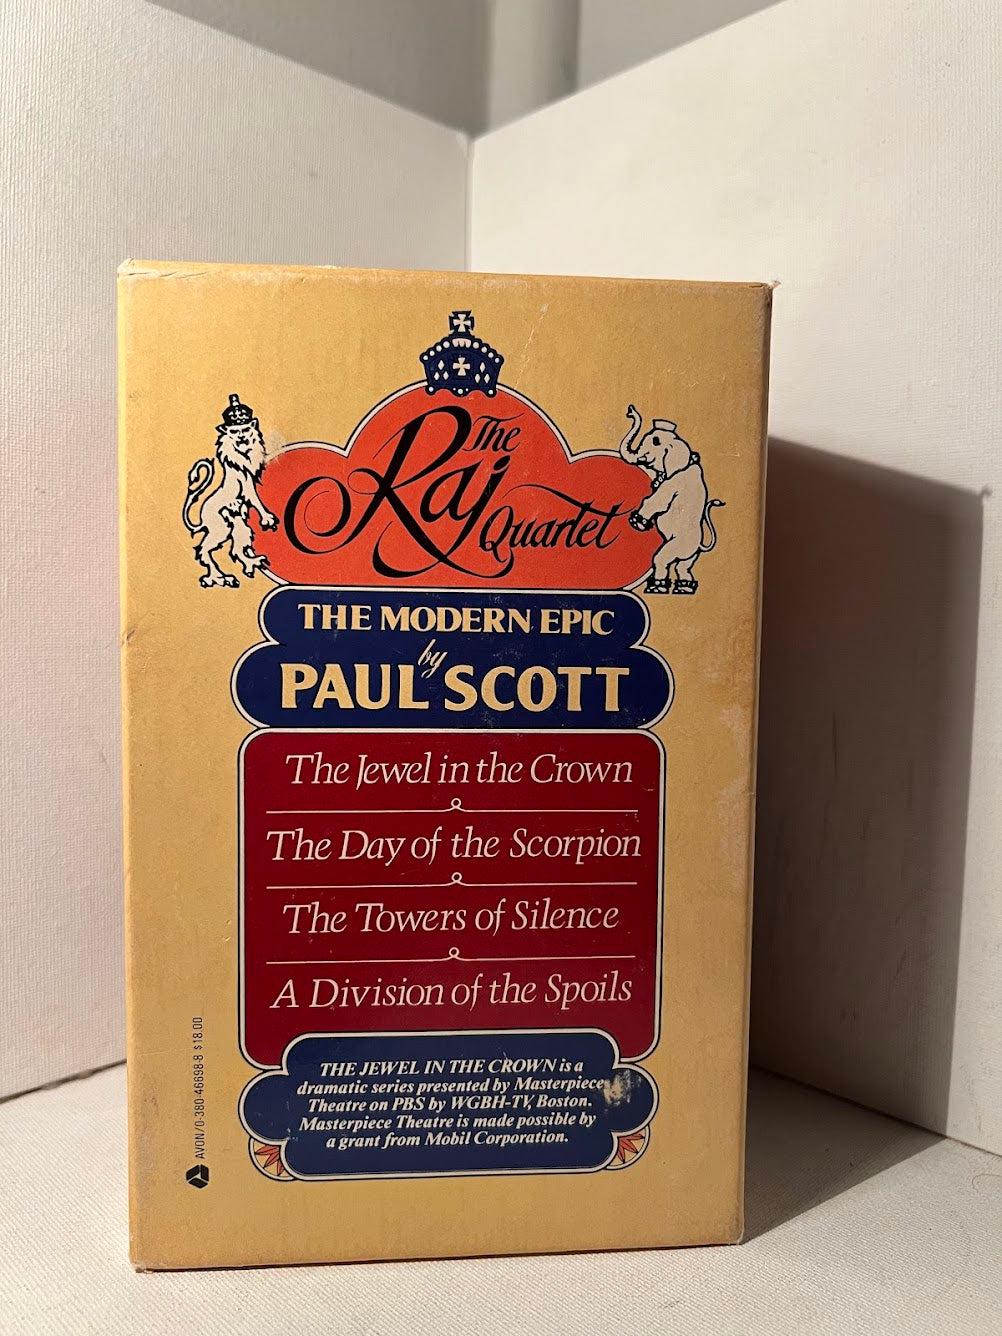 The
Raj
Quartet
THE MODERN EPIC
by
PAUL SCOTT
The Jewel in the Crown
The Day of the Scorpion
The Towers of Silence
A Division of the Spoils
THE JEWEL IN THE CROWN is a
dramatic series presented by Masterpiece
Theatre on PBS by WGBH-TV, Boston.
Masterpiece Theatre is made possible by
a grant from Mobil Corporation.
AVON/0-380-46698-8 $18.00